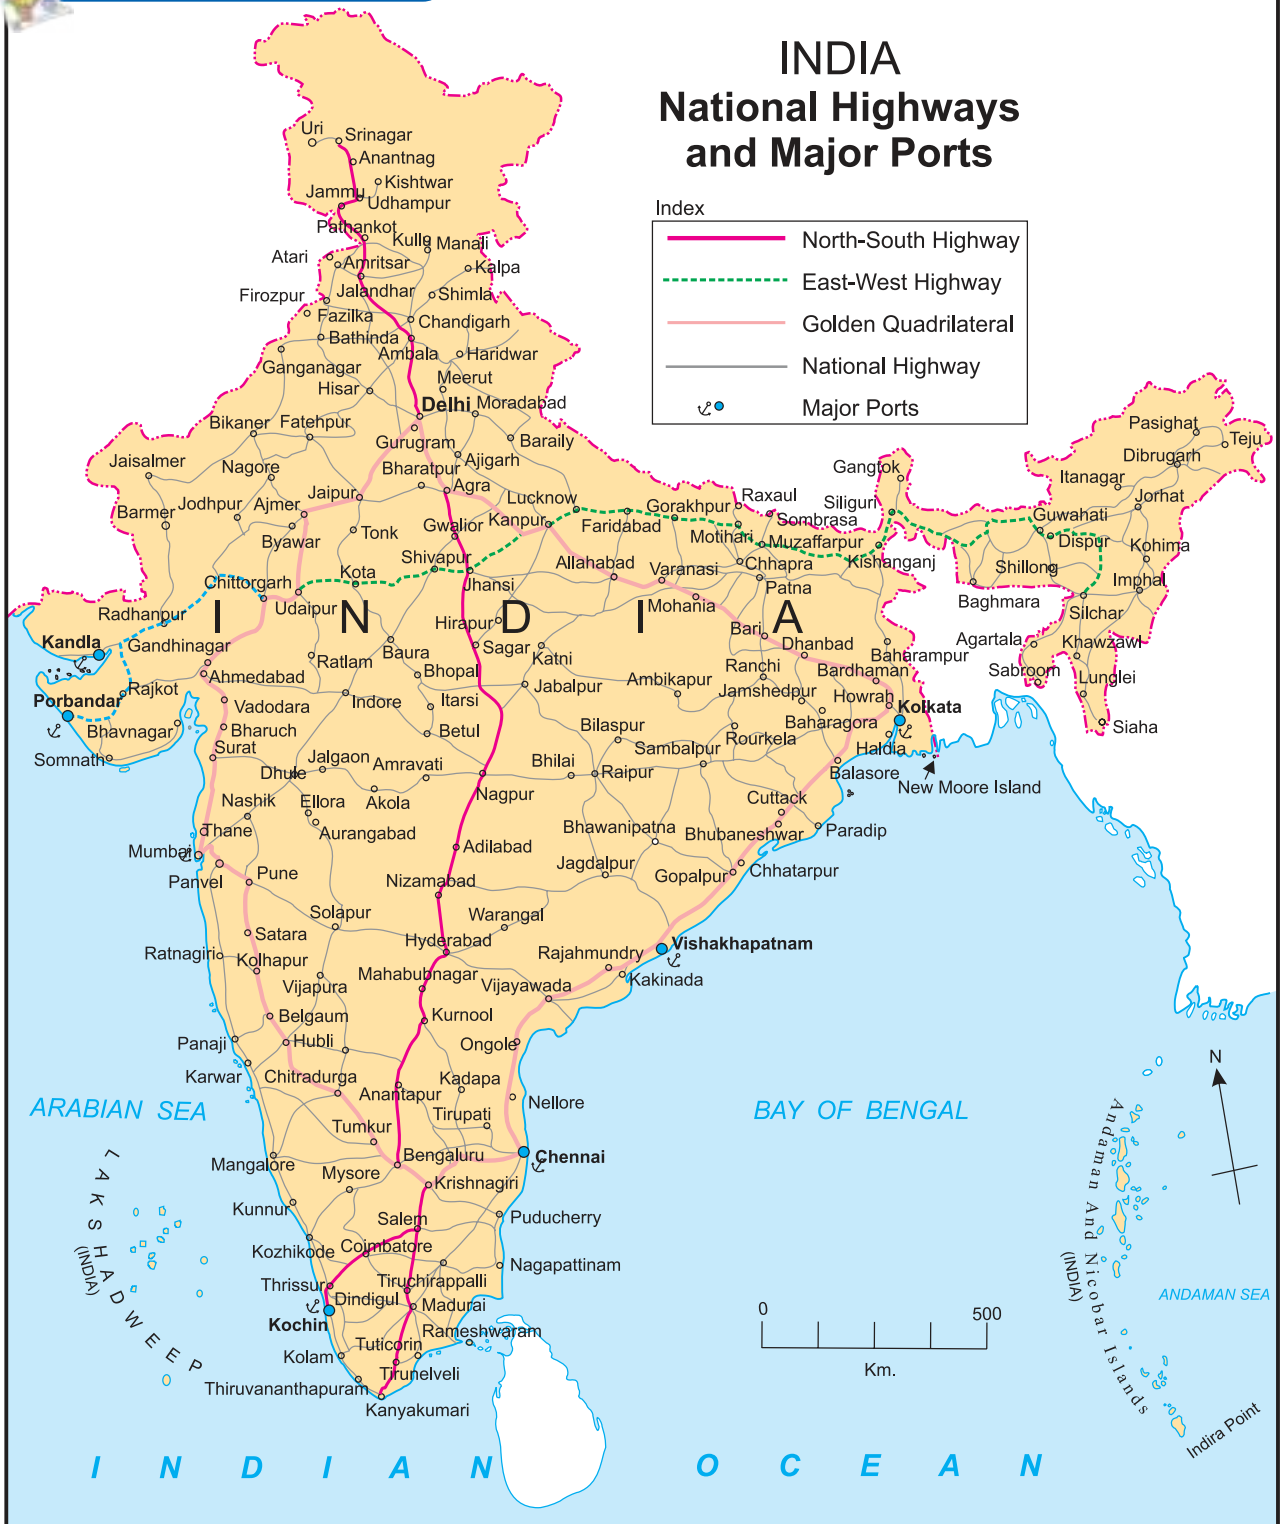 INDIA
National Highways
and Major Ports
Index
North-South Highway
East-West Highway
Golden Quadrilateral
National Highway
Major Ports
Uri
Srinagar
Anantnag
Kishtwar
Jammu
Udhampur
Pathankot
Kullu
Manali
Atari
Amritsar
Kalpa
Jalandhar
Shimla
Firozpur
Fazilka
Chandigarh
Bathinda
Ambala
Haridwar
Ganganagar
Hisar
Meerut
Delhi
Moradabad
Bikaner
Fatehpur
Gurugram
Baraily
Jaisalmer
Nagore
Bharatpur
Ajigarh
Jaipur
Agra
Lucknow
Gorakhpur
Raxaul
Gangtok
Siliguri
Pasighat
Teju
Dibrugarh
Itanagar
Jorhat
Barmer
Jodhpur
Ajmer
Tonk
Gwalior
Kanpur
Faridabad
Sombrasa
Motihari
Muzaffarpur
Guwahati
Dispur
Kohima
Byawar
Shivapur
Kishanganj
Chittorgarh
Kota
Jhansi
Allahabad
Varanasi
Chhapra
Patna
Shillong
Imphal
Radhanpur
Udaipur
Mohania
Baghmara
Silchar
I N D I A
Hirapur
Bari
Kandla
Gandhinagar
Baura
Sagar
Katni
Dhanbad
Baharampur
Agartala
Khawzawl
Ratlam
Bhopal
Ranchi
Bardhaman
Sabroom
Lunglei
Ahmedabad
Rajkot
Jabalpur
Ambikapur
Jamshedpur
Howrah
Porbandar
Vadodara
Indore
Itarsi
Kolkata
Bhavnagar
Bharuch
Betul
Bilaspur
Rourkela
Baharagora
Siaha
Somnath
Surat
Jalgaon
Amravati
Bhilai
Sambalpur
Haldia
Dhule
Raipur
Balasore
New Moore Island
Nashik
Ellora
Akola
Nagpur
Cuttack
Thane
Aurangabad
Bhawanipatna
Bhubaneshwar
Paradip
Mumbai
Adilabad
Panvel
Pune
Jagdalpur
Gopalpur
Chhatarpur
Nizamabad
Solapur
Warangal
Satara
Hyderabad
Vishakhapatnam
Ratnagiri
Kolhapur
Rajahmundry
Mahabubnagar
Vijapura
Vijayawada
Kakinada
Belgaum
Kurnool
Panaji
Hubli
Ongole
Karwar
Chitradurga
Anantapur
Kadapa
Nellore
Tirupati
ARABIAN SEA
BAY OF BENGAL
Tumkur
Bengaluru
Chennai
Mangalore
Mysore
Krishnagiri
Kunnur
Salem
Puducherry
Kozhikode
Coimbatore
Nagapattinam
Thrissur
Tiruchirappalli
Dindigul
Madurai
Kochin
Rameshwaram
Tuticorin
Kolam
Tirunelveli
Thiruvananthapuram
Kanyakumari
LAKSHADWEEP
(INDIA)
N
Andaman And Nicobar Islands
(INDIA)
ANDAMAN SEA
Indira Point
0 500
Km.
I N D I A N O C E A N